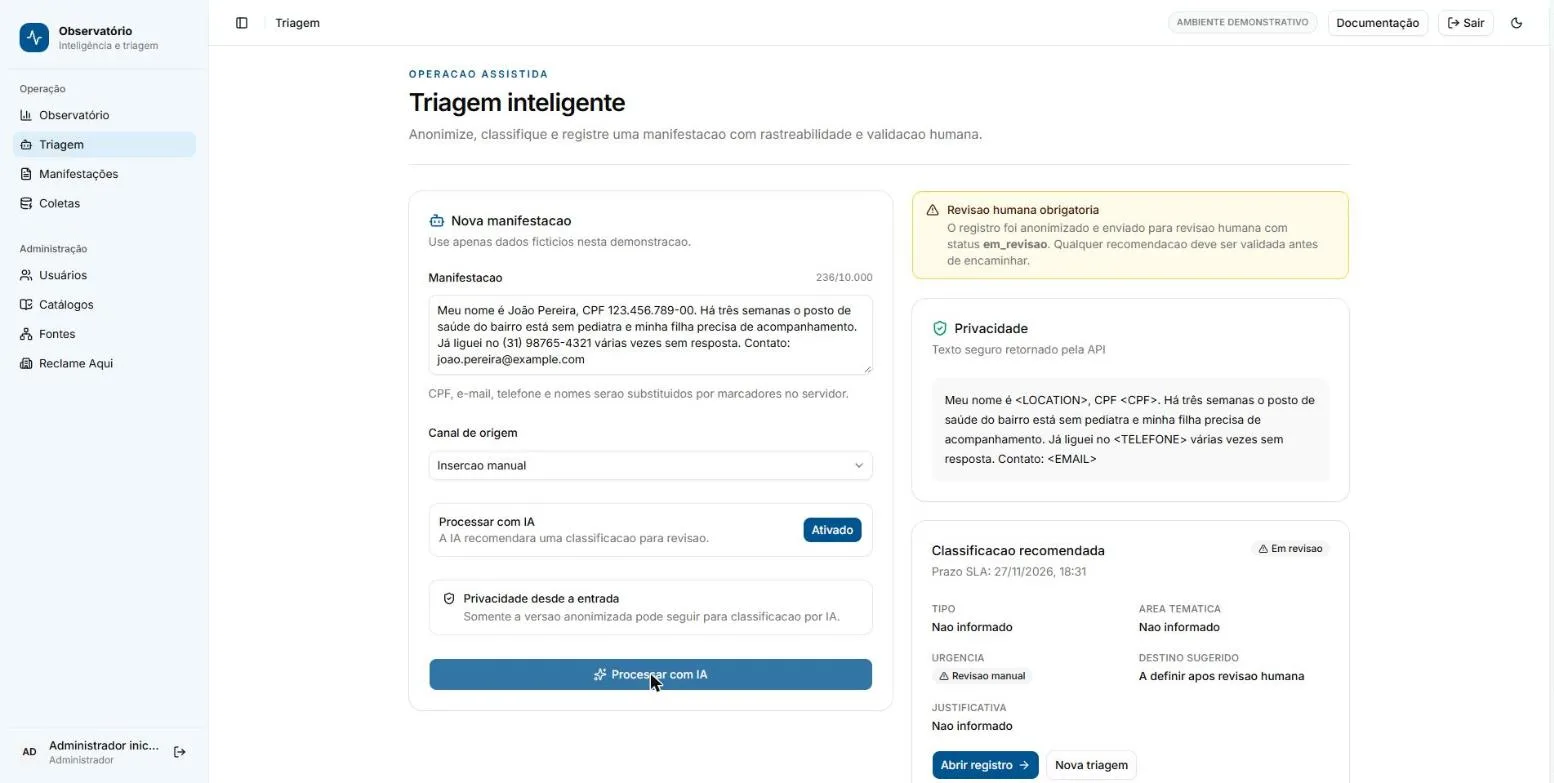 Observatório
Inteligência e triagem
Operação
Observatório
Triagem
Manifestações
Coletas
Administração
Usuários
Catálogos
Fontes
Reclame Aqui
AD
Administrador inic...
Administrador
Triagem
AMBIENTE DEMONSTRATIVO
Documentação
Sair
OPERACAO ASSISTIDA
Triagem inteligente
Anonimize, classifique e registre uma manifestacao com rastreabilidade e validacao humana.
Nova manifestacao
Use apenas dados ficticios nesta demonstracao.
Manifestacao
236/10.000
Meu nome é João Pereira, CPF 123.456.789-00. Há três semanas o posto de
saúde do bairro está sem pediatra e minha filha precisa de acompanhamento.
Já liguei no (31) 98765-4321 várias vezes sem resposta. Contato:
joao.pereira@example.com
CPF, e-mail, telefone e nomes serao substituidos por marcadores no servidor.
Canal de origem
Insercao manual
Processar com IA
A IA recomendara uma classificacao para revisao.
Ativado
Privacidade desde a entrada
Somente a versao anonimizada pode seguir para classificacao por IA.
Processar com IA
Revisao humana obrigatoria
O registro foi anonimizado e enviado para revisao humana com
status em_revisao. Qualquer recomendacao deve ser validada antes
de encaminhar.
Privacidade
Texto seguro retornado pela API
Meu nome é <LOCATION>, CPF <CPF>. Há três semanas o posto de
saúde do bairro está sem pediatra e minha filha precisa de
acompanhamento. Já liguei no <TELEFONE> várias vezes sem
resposta. Contato: <EMAIL>
Classificacao recomendada
Em revisao
Prazo SLA: 27/11/2026, 18:31
TIPO
Nao informado
AREA TEMATICA
Nao informado
URGENCIA
Revisao manual
DESTINO SUGERIDO
A definir apos revisao humana
JUSTIFICATIVA
Nao informado
Abrir registro
Nova triagem